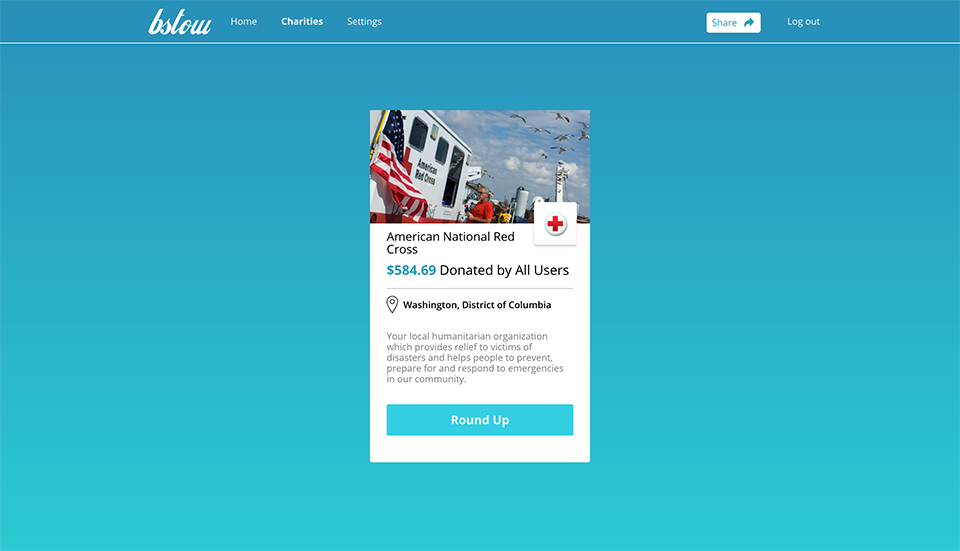 bstow
Home
Charities
Settings
Share
Log out
American
Red Cross
American National Red
Cross
$584.69 Donated by All Users
Washington, District of Columbia
Your local humanitarian organization
which provides relief to victims of
disasters and helps people to prevent,
prepare for and respond to emergencies
in our community.
Round Up